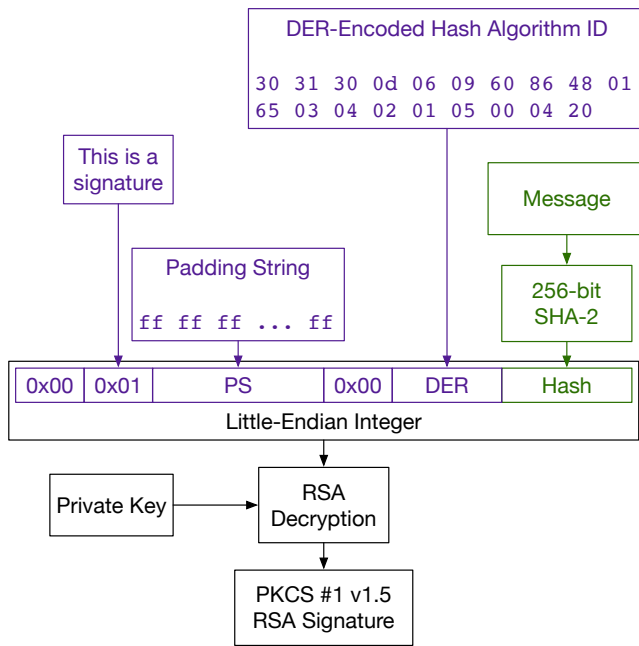 DER-Encoded Hash Algorithm ID
30 31 30 0d 06 09 60 86 48 01
65 03 04 02 01 05 00 04 20
This is a
signature
Message
Padding String
ff ff ff ... ff
256-bit
SHA-2
0x00 0x01 PS 0x00 DER Hash
Little-Endian Integer
Private Key
RSA
Decryption
PKCS #1 v1.5
RSA Signature